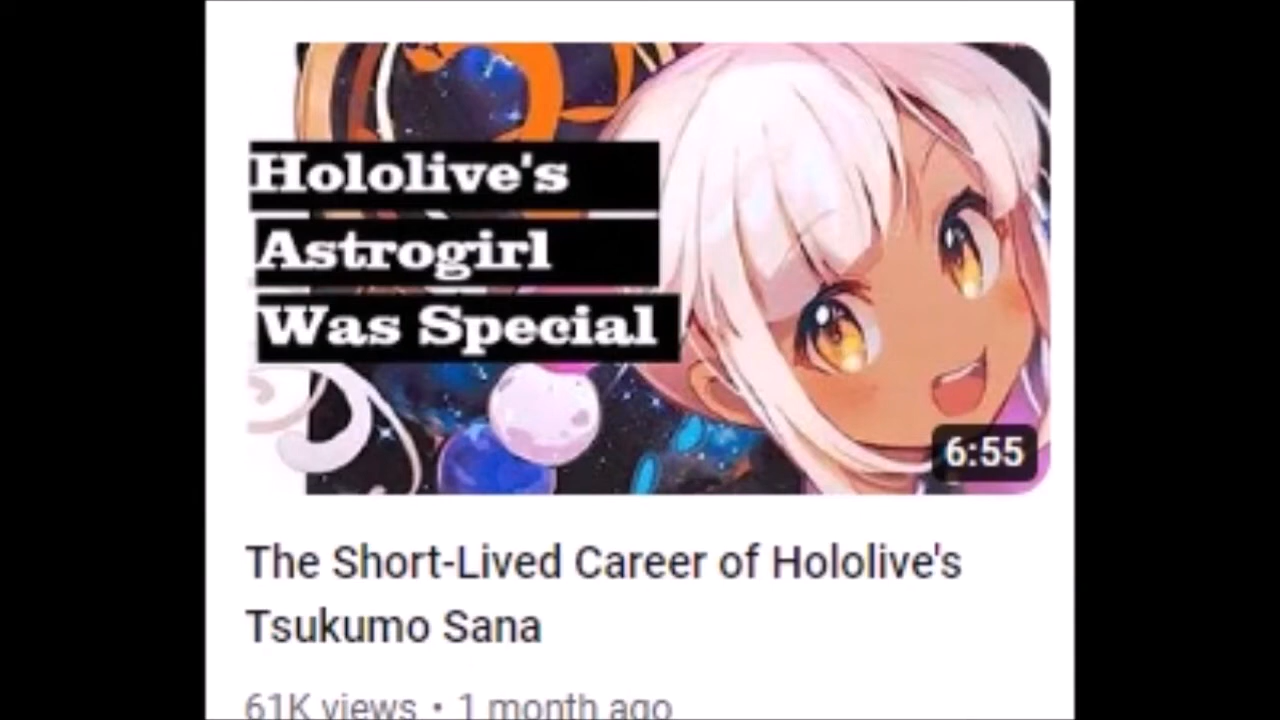 Hololive's
Astrogirl
Was Special
6:55
The Short-Lived Career of Hololive's
Tsukumo Sana
61K views • 1 month ago